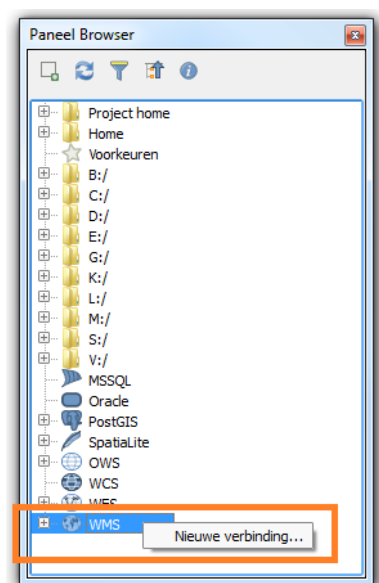 Paneel Browser
Project home
Home
Voorkeuren
B:/
C:/
D:/
E:/
G:/
K:/
L:/
M:/
S:/
V:/
MSSQL
Oracle
PostGIS
SpatiaLite
OWS
WCS
WFS
WMS
Nieuwe verbinding...